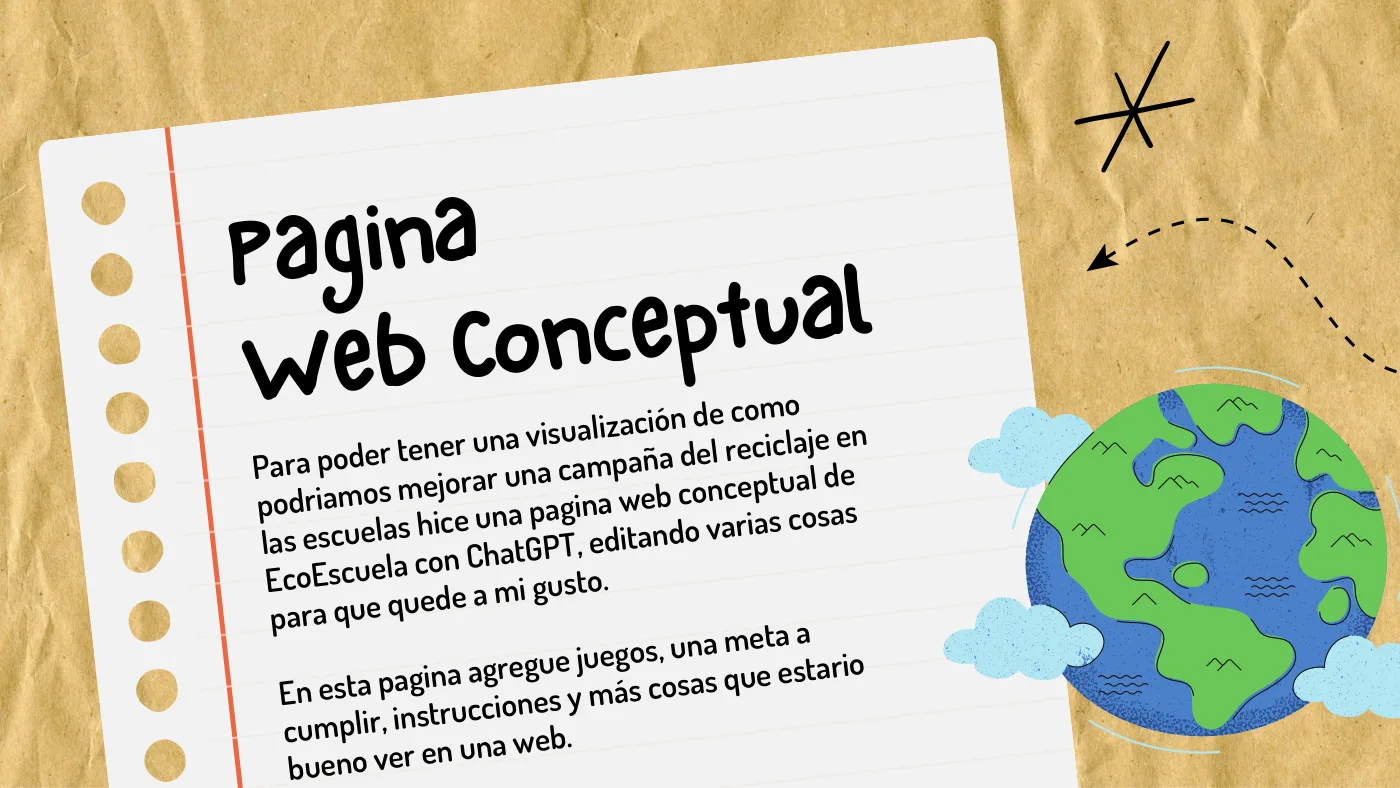 Pagina
Web Conceptual
Para poder tener una visualización de como
podriamos mejorar una campaña del reciclaje en
las escuelas hice una pagina web conceptual de
EcoEscuela con ChatGPT, editando varias cosas
para que quede a mi gusto.
En esta pagina agregue juegos, una meta a
cumplir, instrucciones y más cosas que estario
bueno ver en una web.